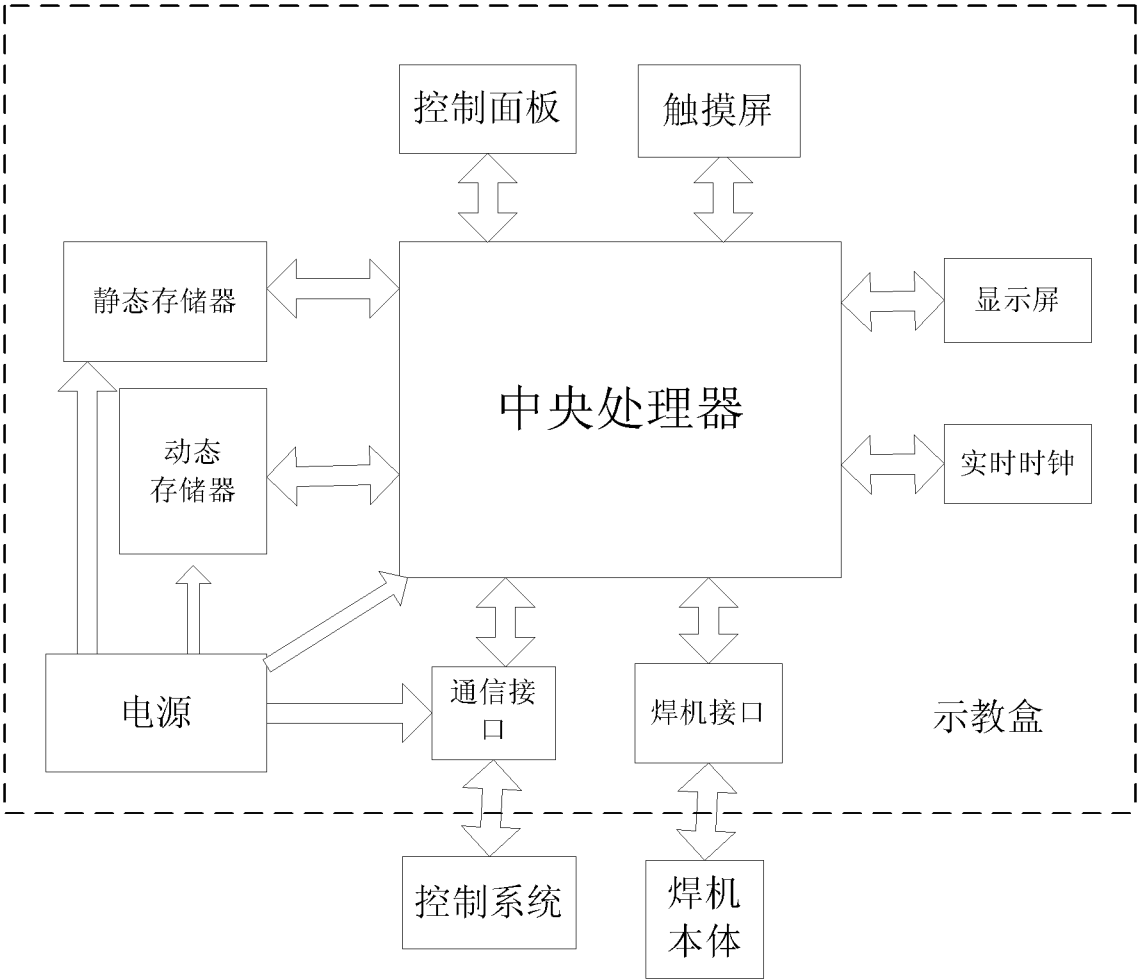 控制面板
触摸屏
静态存储器
显示屏
中央处理器
动态
存储器
实时时钟
电源
通信接
口
焊机接口
示教盒
控制系统
焊机
本体